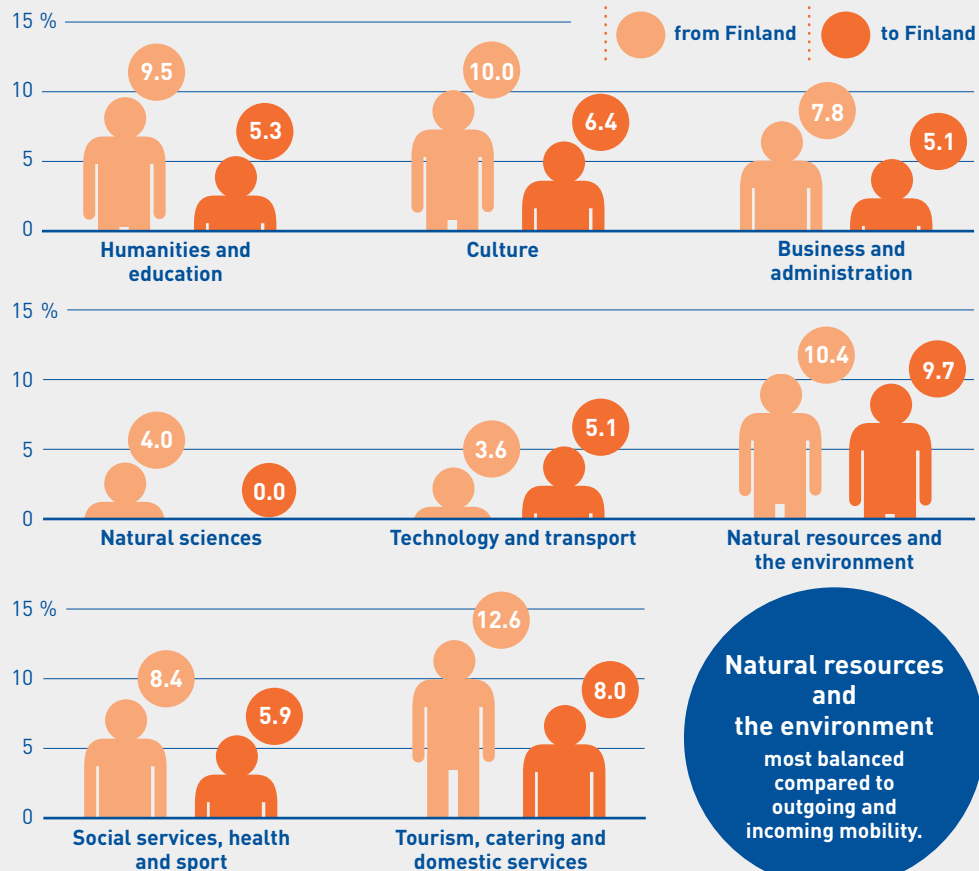 15 %
from Finland
to Finland
9.5
10.0
7.8
10
5.3
6.4
5.1
5
0
Humanities and
education
Culture
Business and
administration
15 %
10.4
9.7
10
4.0
0.0
3.6
5.1
5
0
Natural sciences
Technology and transport
Natural resources and
the environment
15 %
12.6
8.4
8.0
10
5.9
5
0
Social services, health
and sport
Tourism, catering and
domestic services
Natural resources
and
the environment
most balanced
compared to
outgoing and
incoming mobility.